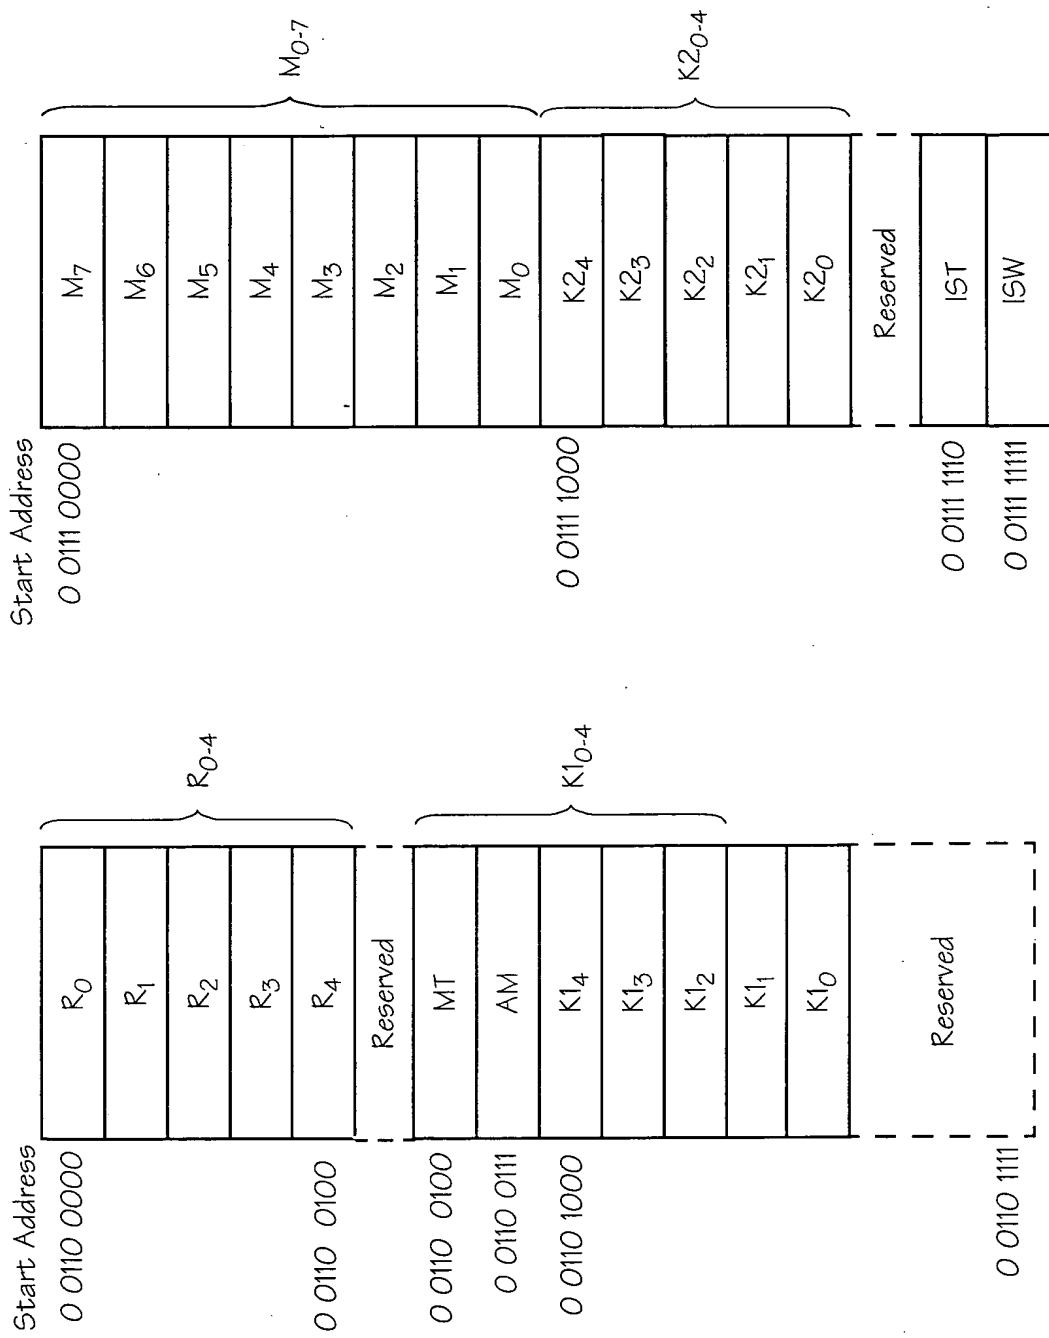 Start Address
0 0110 0000
R0
R1
R2
R3
0 0110 0100
R4
R0-4
Reserved
0 0110 0100
MT
0 0110 0111
AM
0 0110 1000
K14
K13
K12
K11
K10
K10-4
Reserved
0 0110 1111
Start Address
0 0111 0000
M7
M6
M5
M4
M3
M2
M1
M0
M0-7
0 0111 1000
K24
K23
K22
K21
K20
K20-4
Reserved
0 0111 1110
IST
0 0111 11111
ISW